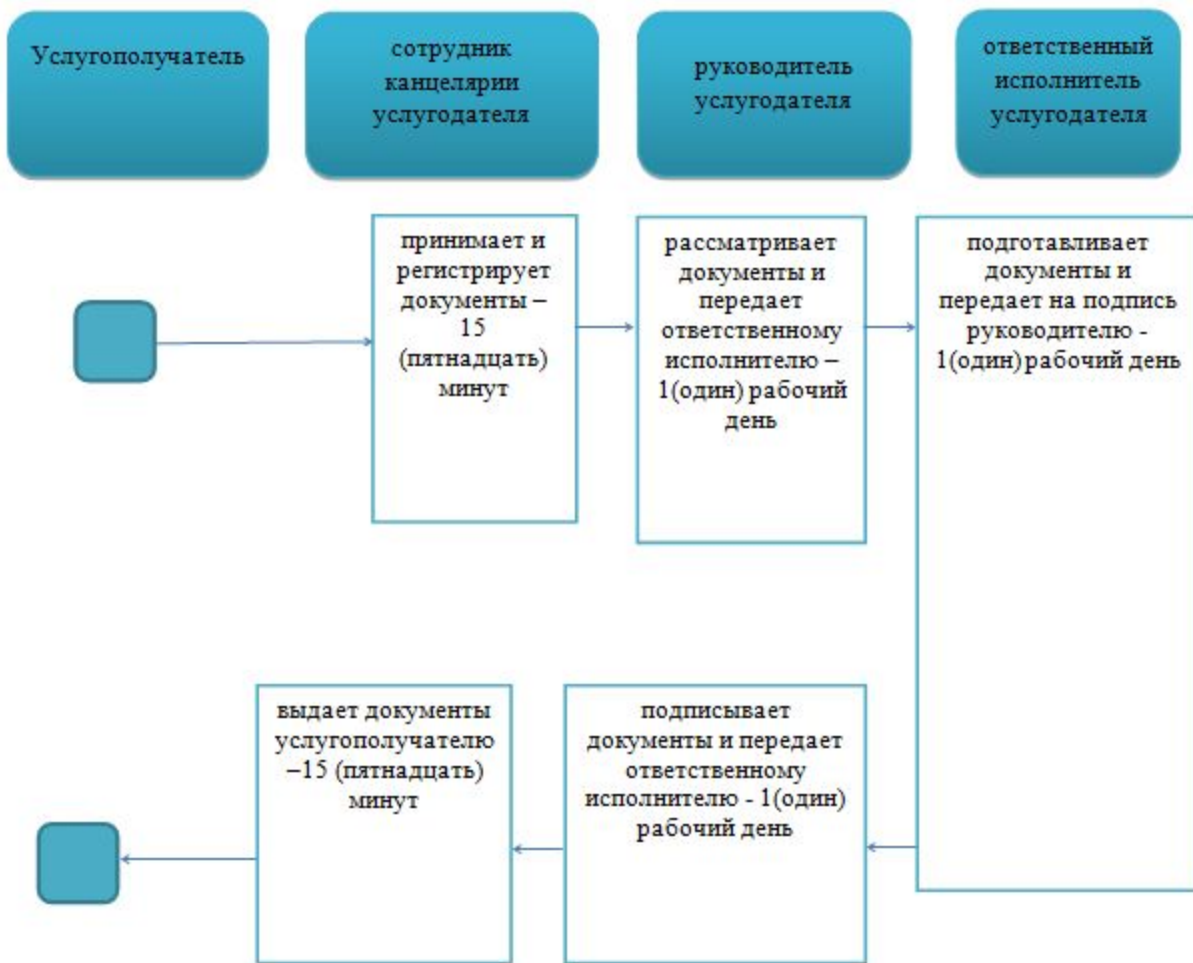 Услугополучатель
сотрудник
канцелярии
услугодателя
руководитель
услугодателя
ответственный
исполнитель
услугодателя
принимает и
регистрирует
документы –
15
(пятнадцать)
минут
рассматривает
документы и
передает
ответственному
исполнителю –
1(один) рабочий
день
подготавливает
документы и
передает на подпись
руководителю -
1(один) рабочий день
выдает документы
услугополучателю
–15 (пятнадцать)
минут
подписывает
документы и передает
ответственному
исполнителю - 1(один)
рабочий день